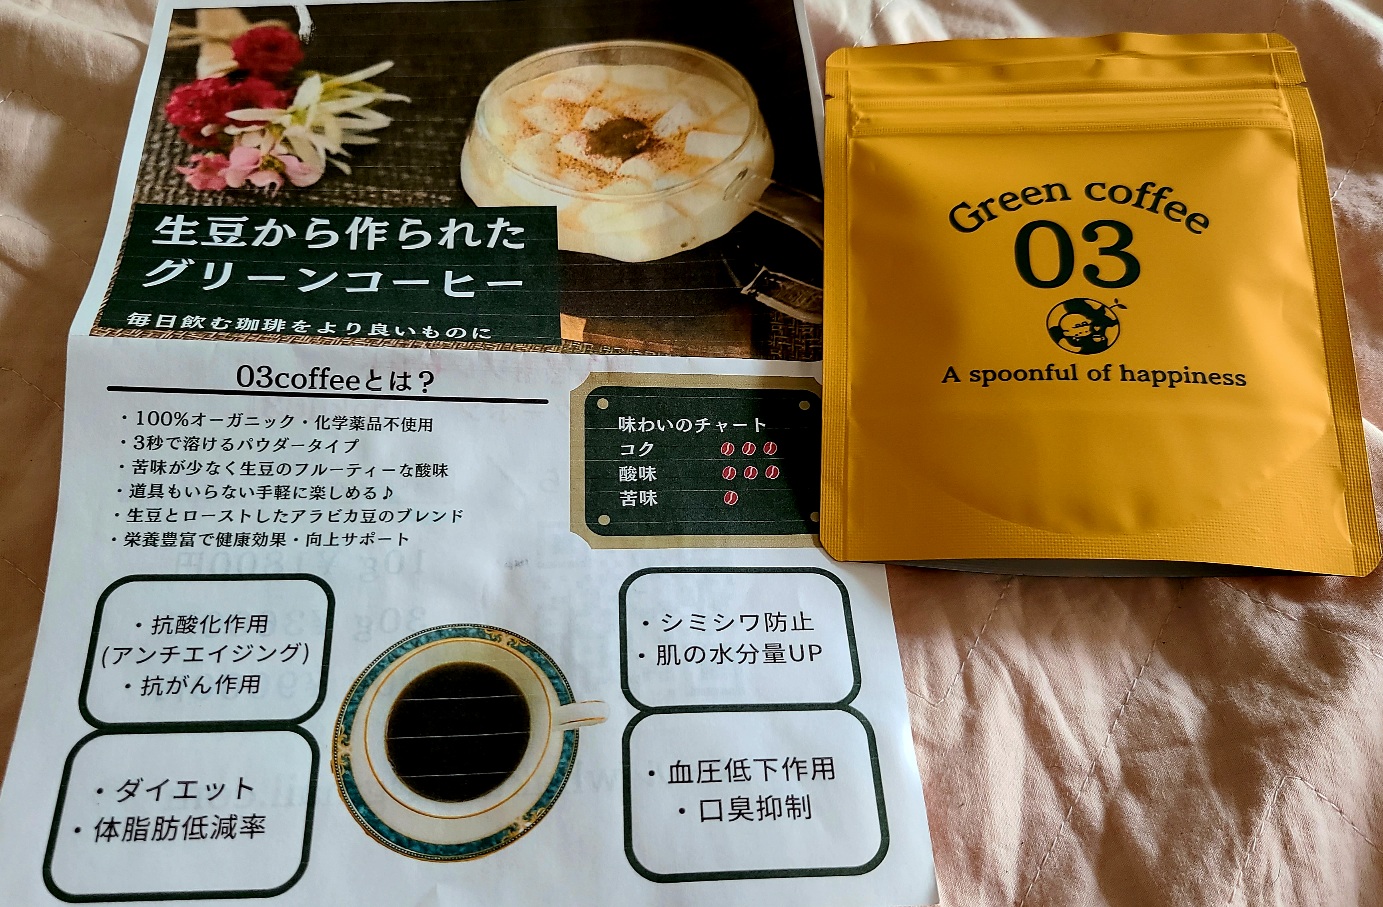 生豆から作られた
グリーンコーヒー
毎日飲む珈琲をより良いものに
03coffeeとは？
・100%オーガニック・化学薬品不使用
・3秒で溶けるパウダータイプ
・苦味が少なく生豆のフルーティーな酸味
・道具もいらない手軽に楽しめる♪
・生豆とローストしたアラビカ豆のブレンド
・栄養豊富で健康効果・向上サポート
味わいのチャート
コク
酸味
苦味
・抗酸化作用
(アンチエイジング)
・抗がん作用
・シミシワ防止
・肌の水分量UP
・ダイエット
・体脂肪低減率
・血圧低下作用
・口臭抑制
Green coffee
03
A spoonful of happiness